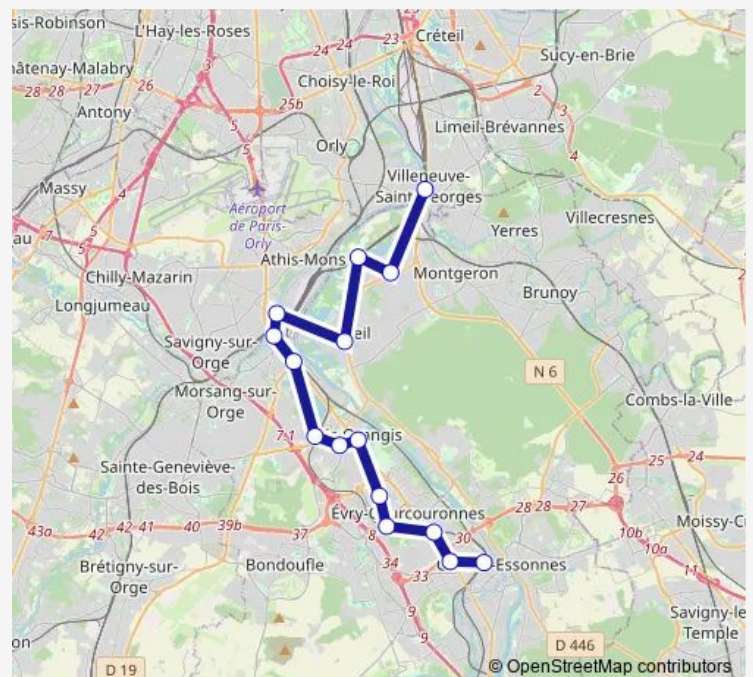 sis-Robinson
L'Haÿ-les-Roses
23
Créteil
24 24
Sucy-en-Brie
hâtenay-Malabry
3
Choisy-le-Roi
28 28 27 26
25b
2
3
Antony
5
Limeil-Brévannes
Orly
4
5
4
Villeneuve-
Saint-Georges
Massy
Aéroport
de Paris-
Orly
Villecresnes
Yerres
au
7
5
5
Athis-Mons
Montgeron
Chilly-Mazarin
Brunoy
Longjumeau
eil
Savigny-sur-
Orge
N 6
Morsang-sur-
Orge
Combs-la-Ville
7.1
Grangis
25
24
Sainte-Geneviève-
des-Bois
26
28 28 27
Évry-Courcouronnes
43a 42 41 40 39b 37
8
30
10b
Moissy-C
10a
Brétigny-sur-
Orge
Bondoufle
34
33
-Essonnes
11
9
Savigny-le
Temple
on
9
D 446
D 19
© OpenStreetMap contributors